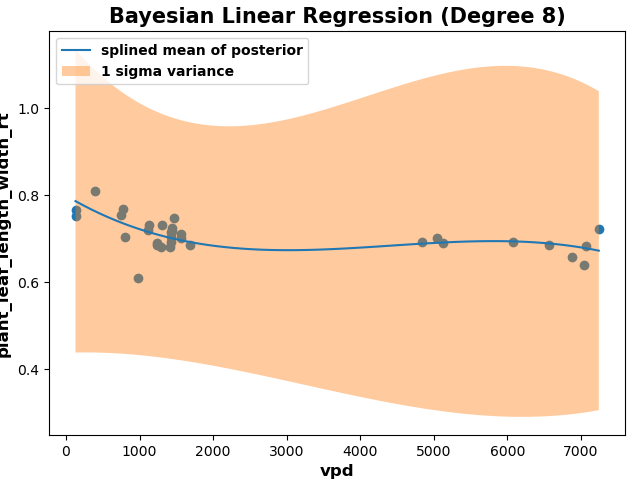 Bayesian Linear Regression (Degree 8)
splined mean of posterior
1 sigma variance
plant_leaf_length_width_rt
1.0
0.8
0.6
0.4
0
1000
2000
3000
4000
5000
6000
7000
vpd